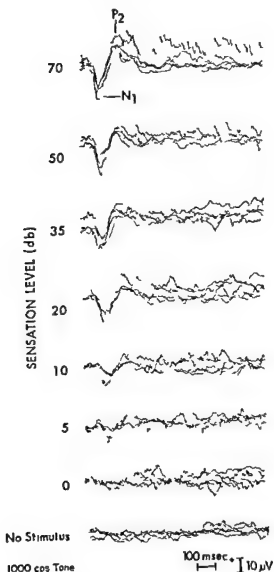 P2
70
N1
50
35
SENSATION LEVEL (db)
20
10
5
0
No Stimulus
1000 cps Tone
100 msec.
+
10 μV